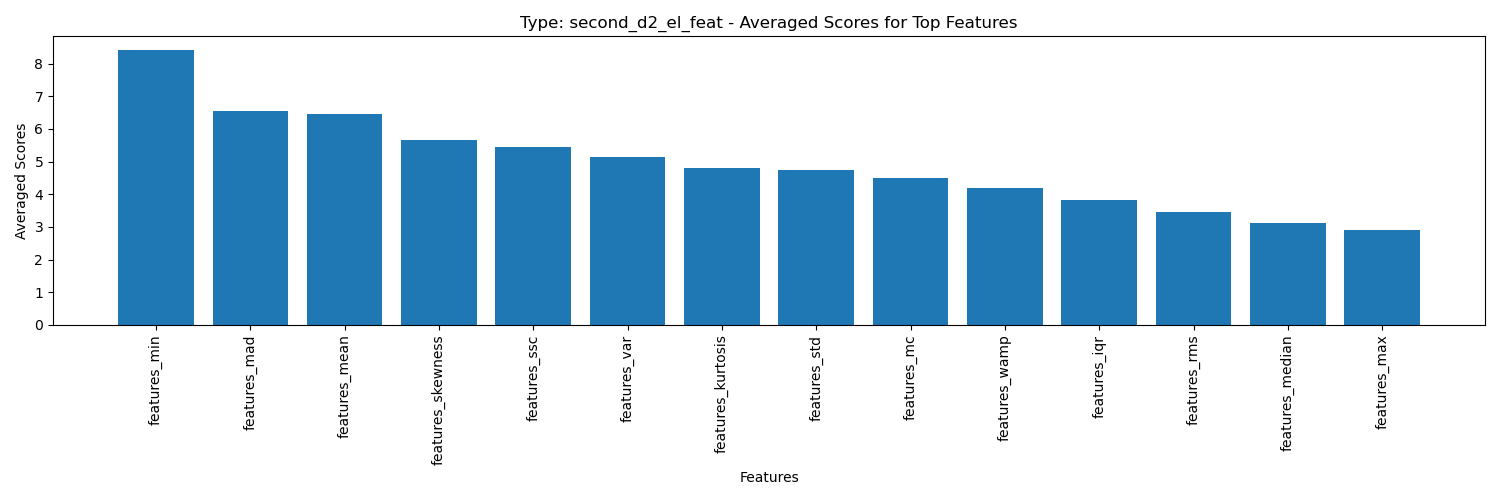 Type: second_d2_el_feat - Averaged Scores for Top Features
Averaged Scores
8
7
6
5
4
3
2
1
0
features_min
features_mad
features_mean
features_skewness
features_ssc
features_var
features_kurtosis
features_std
features_mc
features_wamp
features_iqr
features_rms
features_median
features_max
Features